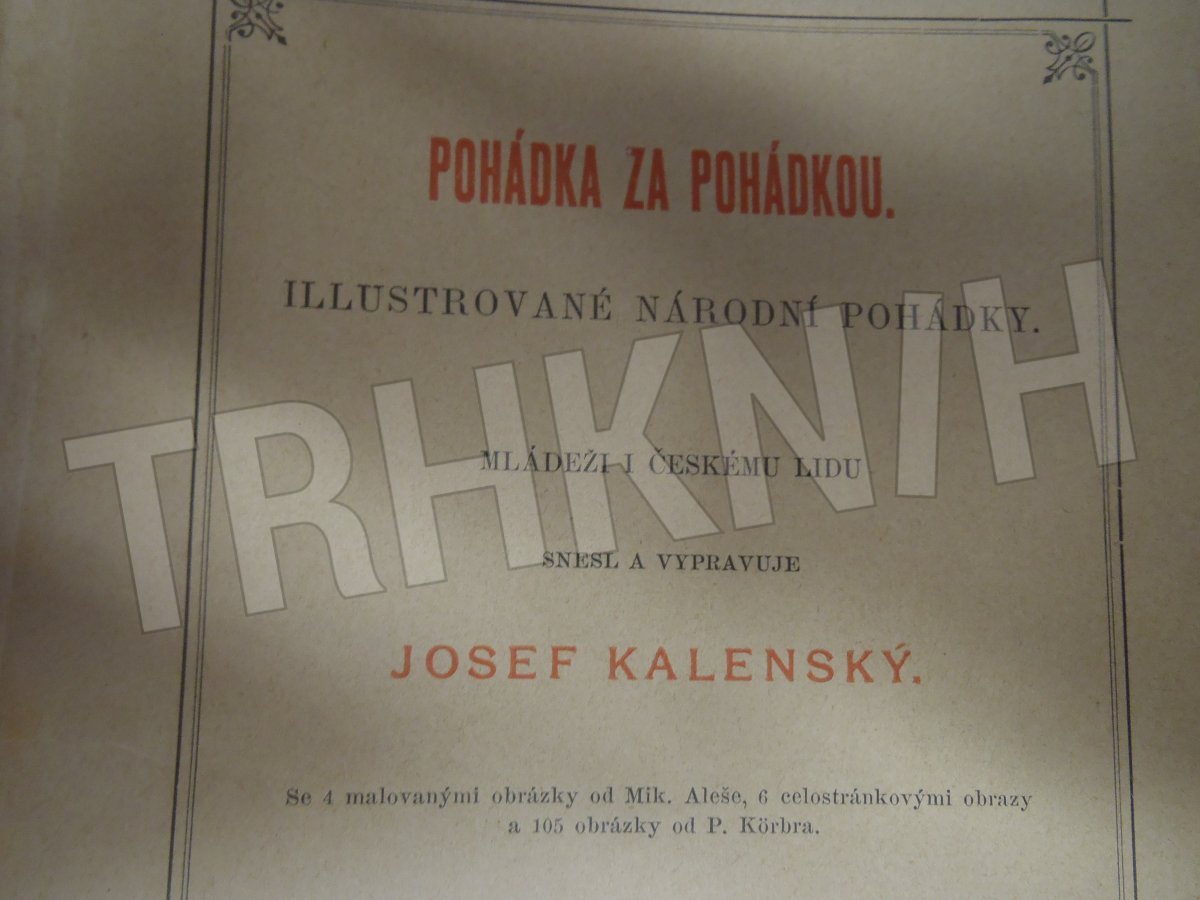 POHÁDKA ZA POHÁDKOU.
ILLUSTROVANÉ NÁRODNÍ POHÁDKY.
TRHKNIH
MLÁDEŽI I ČESKÉMU LIDU
SNESL A VYPRAVUJE
JOSEF KALENSKÝ.
Se 4 malovanými obrázky od Mik. Aleše, 6 celostránkovými obrazy
a 105 obrázky od P. Körbra.